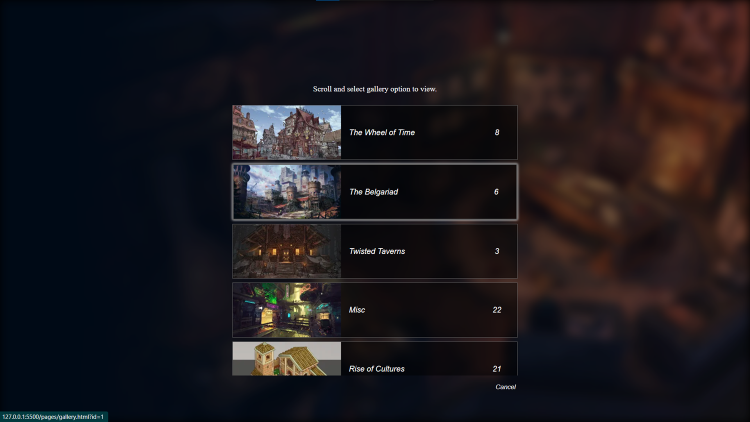 Scroll and select gallery option to view.
The Wheel of Time 8
The Belgariad 6
Twisted Taverns 3
Misc 22
Rise of Cultures 21
Cancel
127.0.0.1:5500/pages/gallery.html?id=1